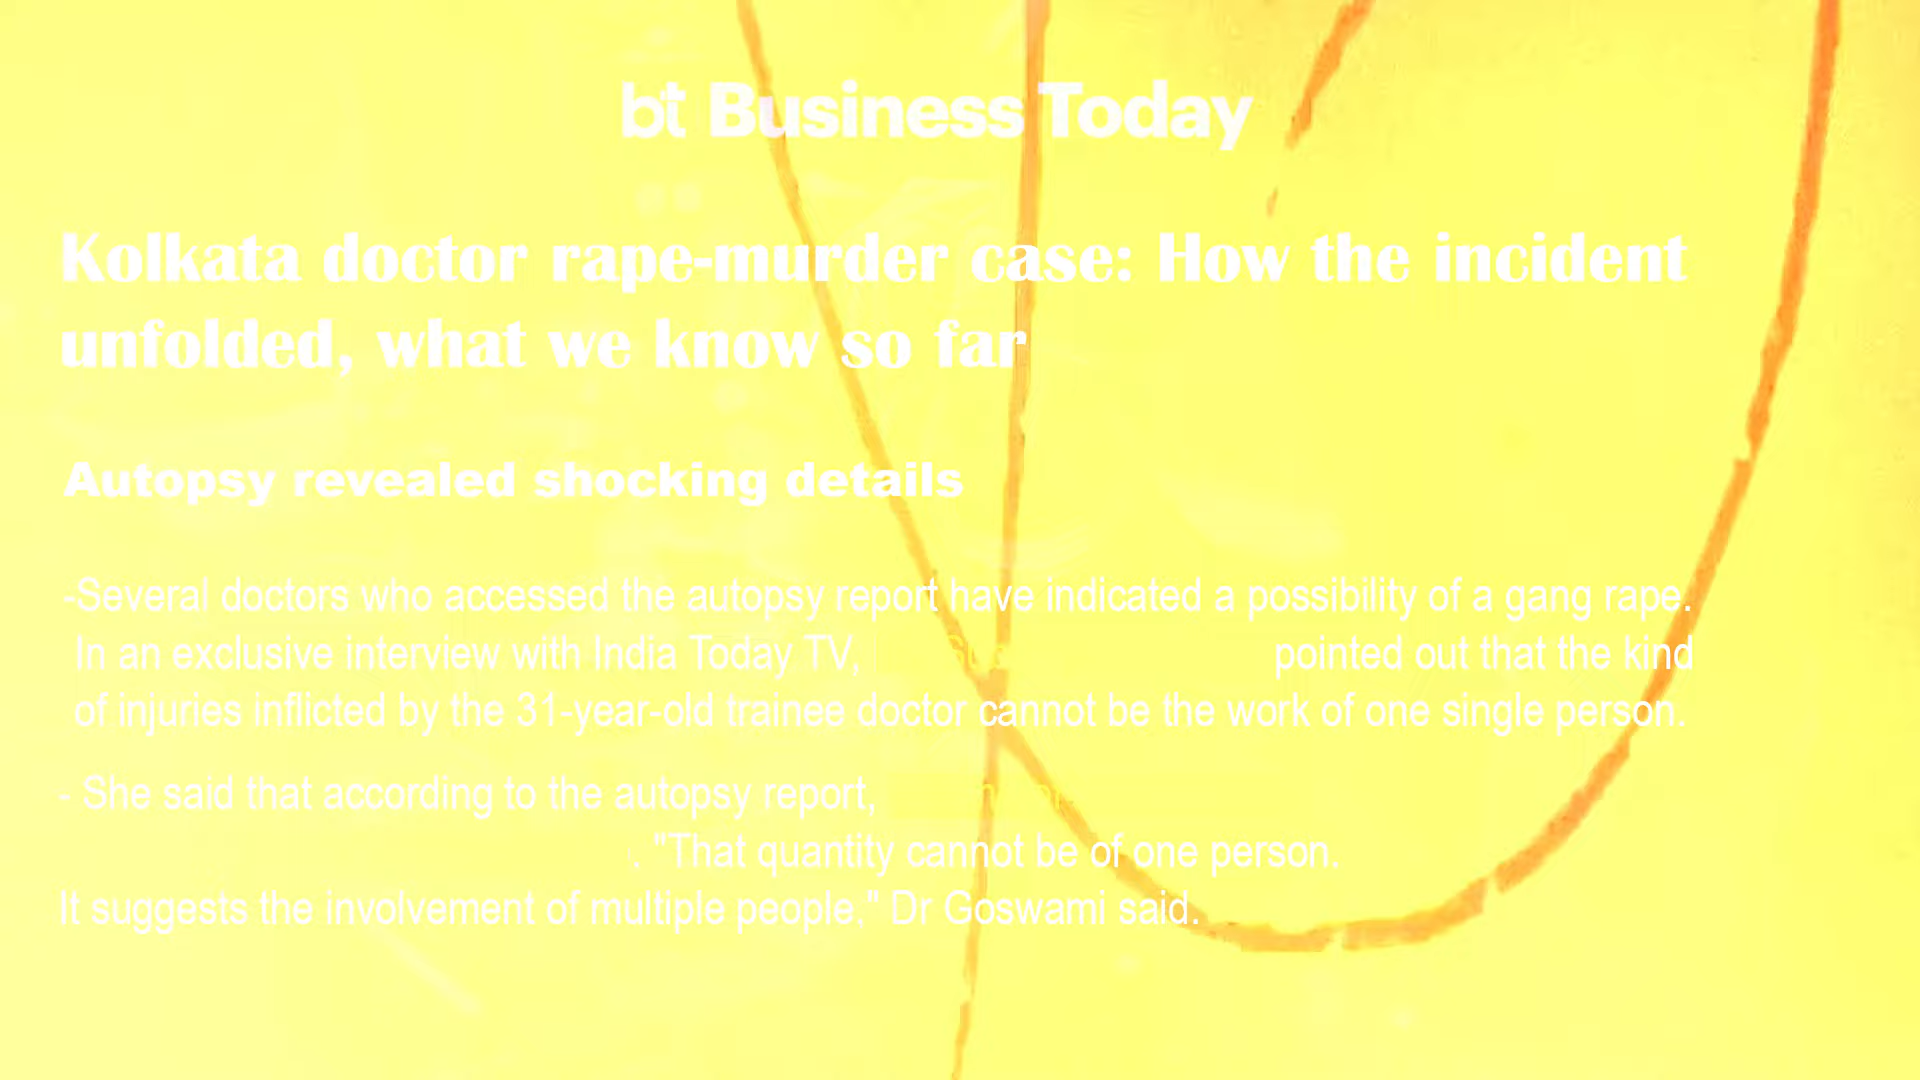 bt Business Today
Kolkata doctor rape-murder case: How the incident
unfolded, what we know so far
Autopsy revealed shocking details
-Several doctors who accessed the autopsy report have indicated a possibility of a gang rape.
In an exclusive interview with India Today TV, pointed out that the kind
of injuries inflicted by the 31-year-old trainee doctor cannot be the work of one single person.
- She said that according to the autopsy report,
. "That quantity cannot be of one person.
It suggests the involvement of multiple people," Dr Goswami said.